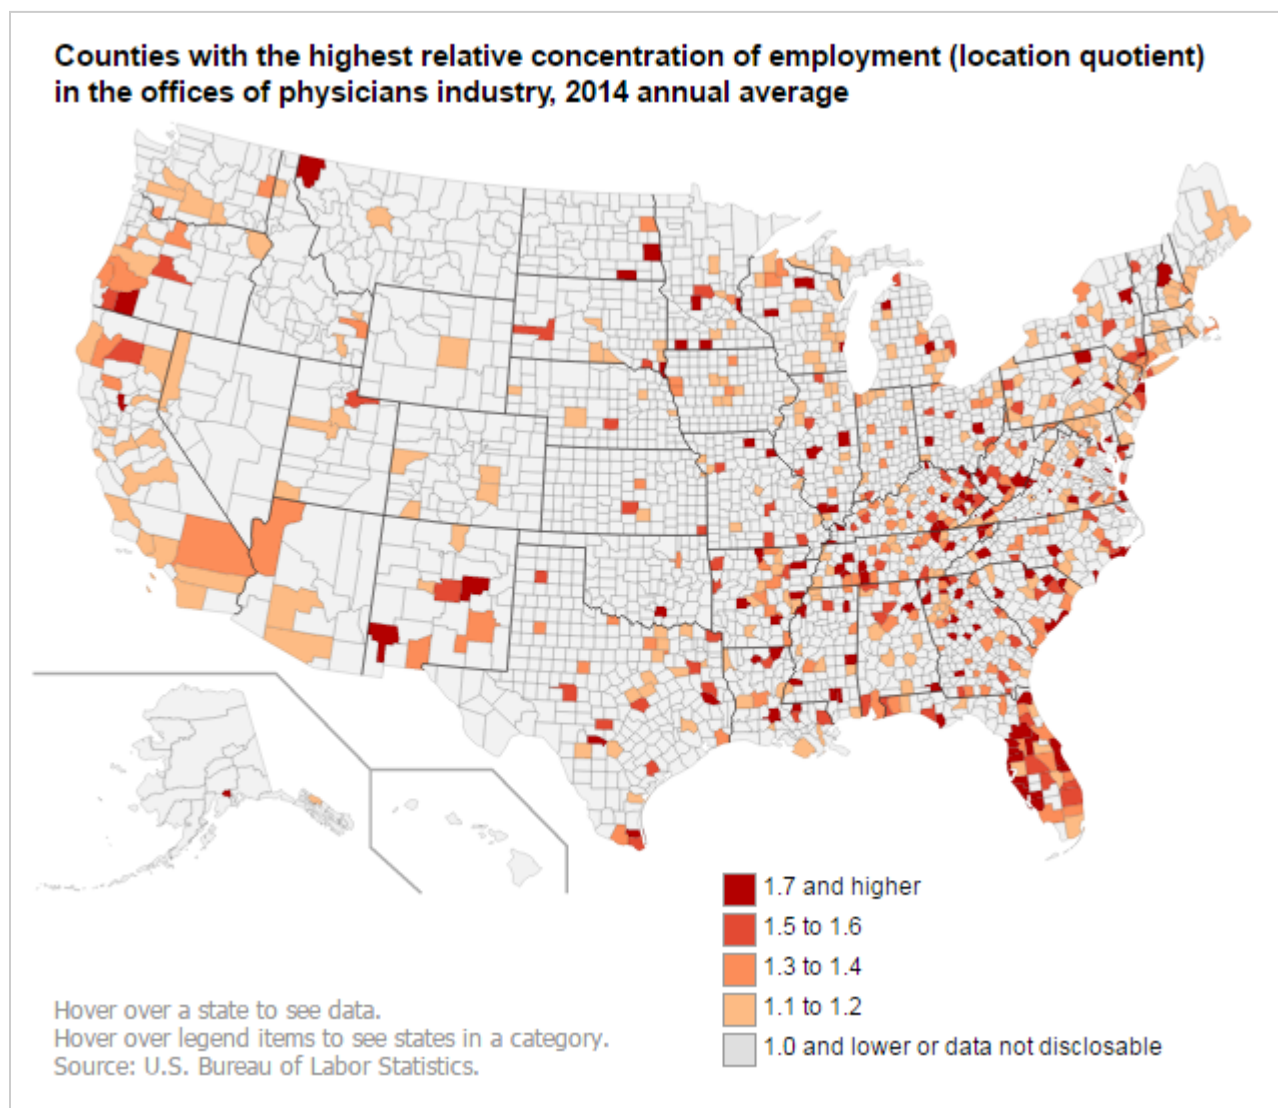 Counties with the highest relative concentration of employment (location quotient)
in the offices of physicians industry, 2014 annual average
1.7 and higher
1.5 to 1.6
1.3 to 1.4
1.1 to 1.2
1.0 and lower or data not disclosable
Hover over a state to see data.
Hover over legend items to see states in a category.
Source: U.S. Bureau of Labor Statistics.